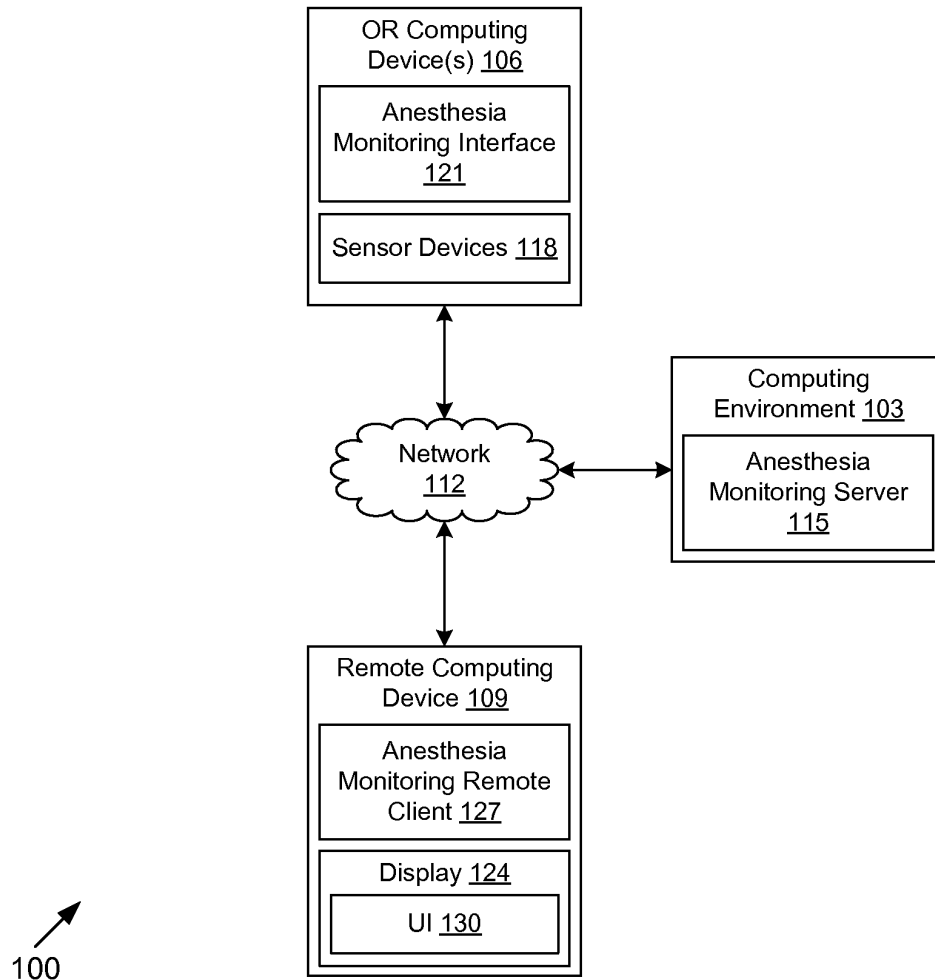 OR Computing
Device(s) 106
Anesthesia
Monitoring Interface
121
Sensor Devices 118
Computing
Environment 103
Network
112
Anesthesia
Monitoring Server
115
Remote Computing
Device 109
Anesthesia
Monitoring Remote
Client 127
Display 124
UI 130
100